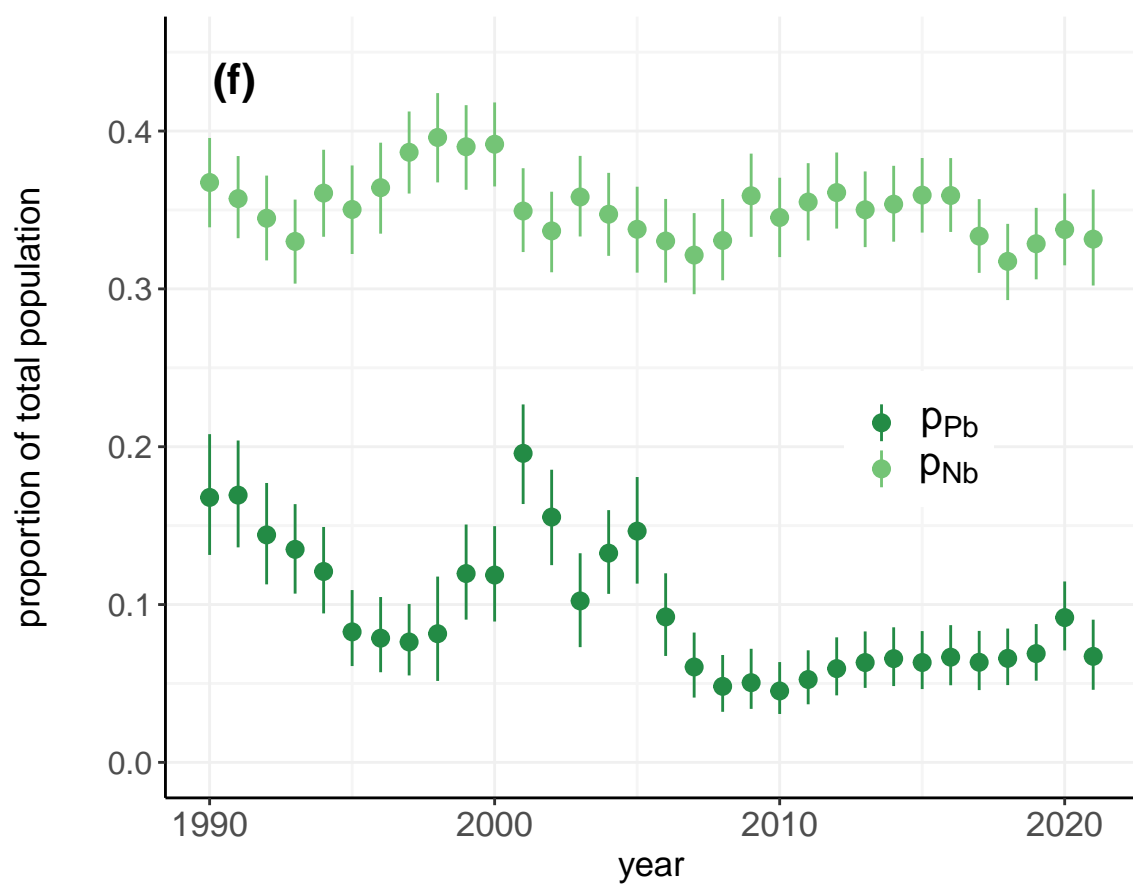 (f)
proportion of total population
0.4
0.3
0.2
0.1
0.0
pPb
pNb
1990 2000 2010 2020
year